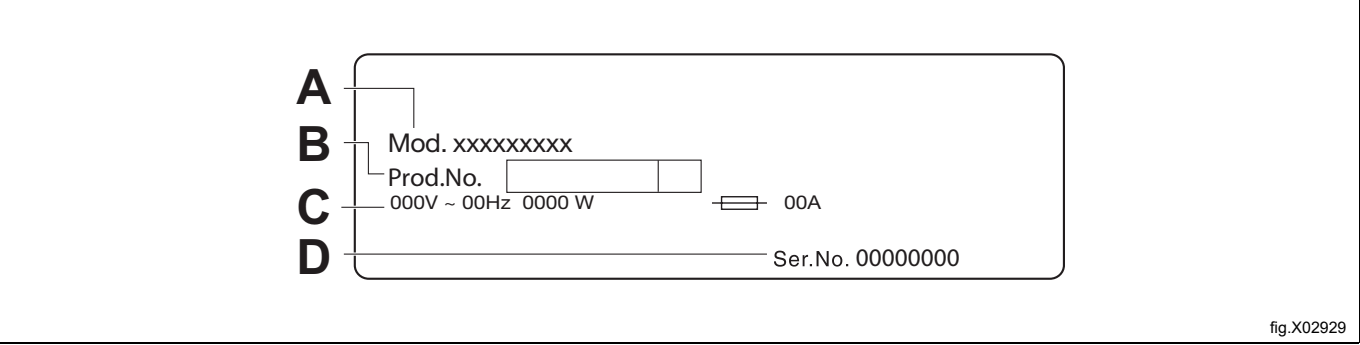 A
Mod. xxxxxxxxx
B
Prod.No.
C
000V ~ 00Hz 0000 W 00A
D
Ser.No. 00000000
fig.X02929